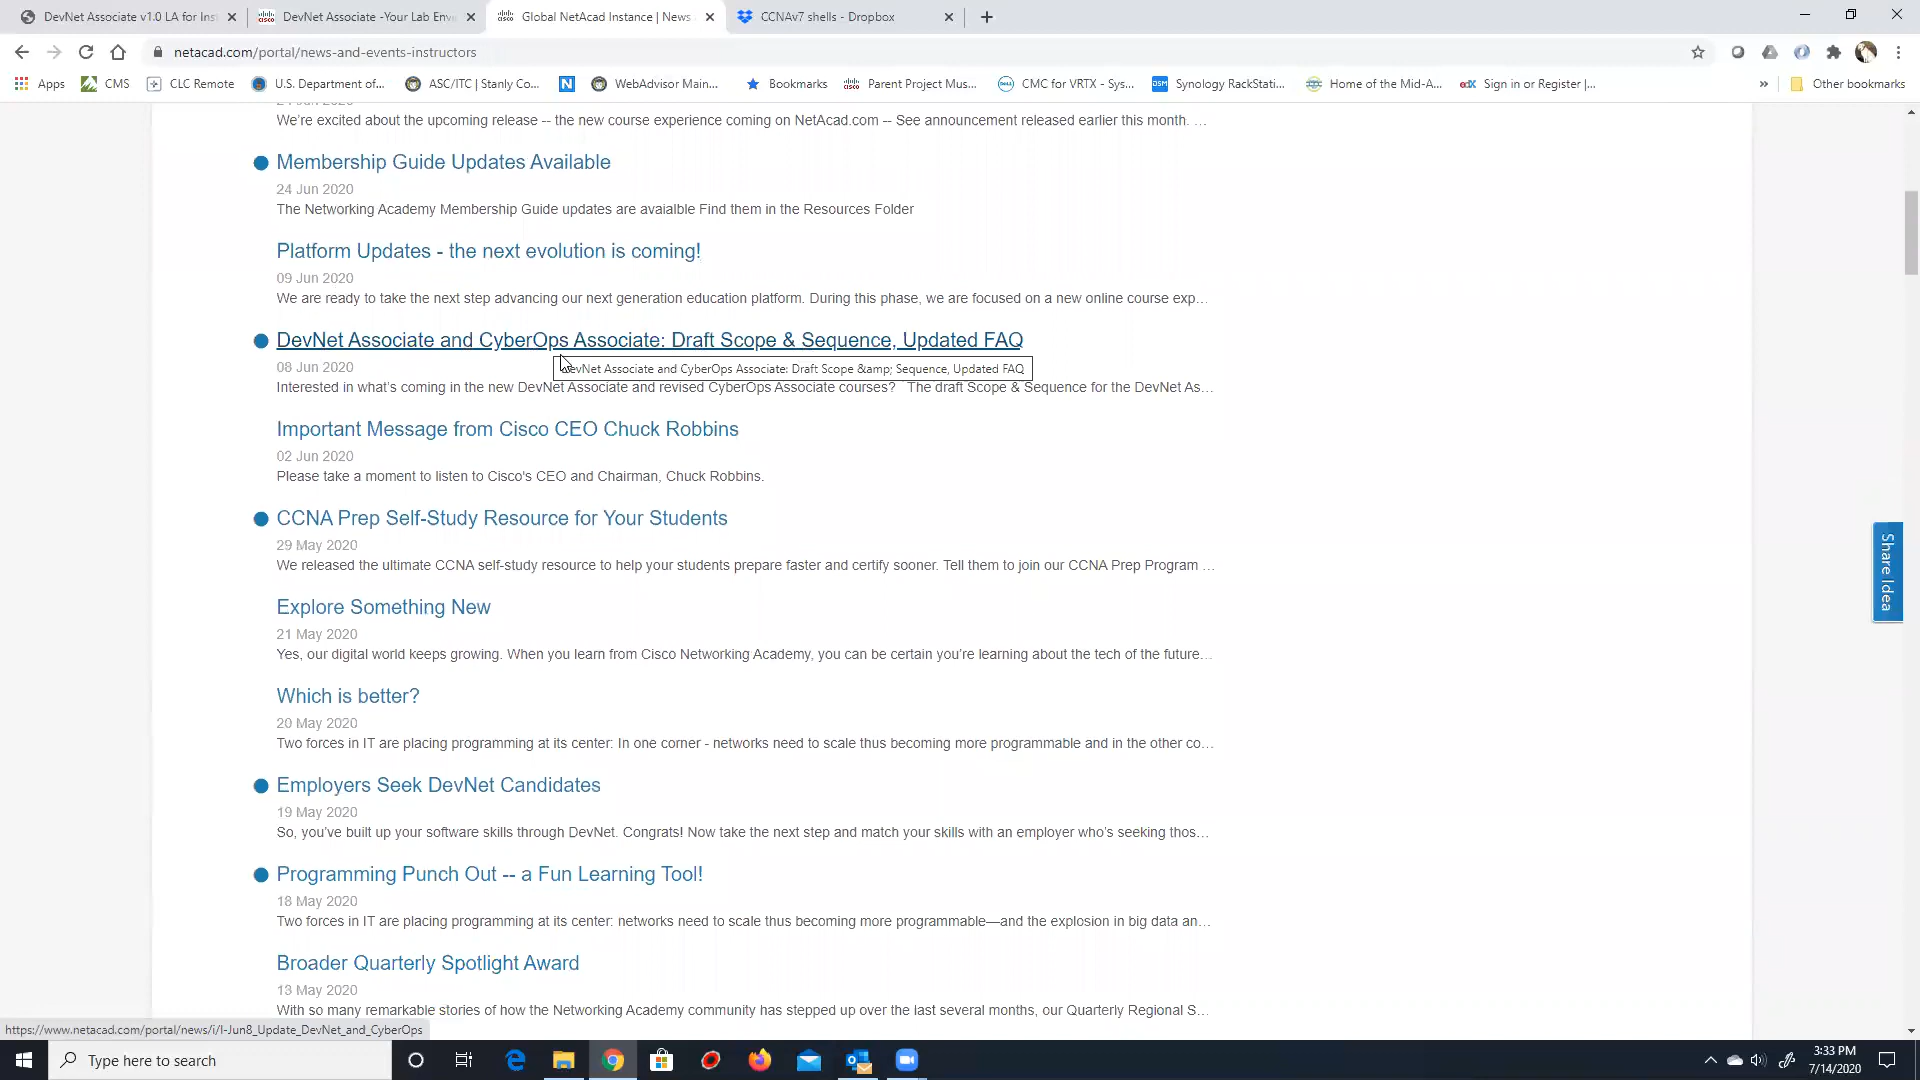 DevNet Associate v1.0 LA for Ins
DevNet Associate -Your Lab Env
Global NetAcad Instance | News
CCNAv7 shells - Dropbox
netacad.com/portal/news-and-events-instructors
Apps
CMS
CLC Remote
U.S. Department of...
ASC/ITC | Stanly Co...
N
WebAdvisor Main...
Bookmarks
Parent Project Mus...
CMC for VRTX - Sys...
Synology RackStati...
Home of the Mid-A...
edX
Sign in or Register |...
»
Other bookmarks
24 Jun 2020
We're excited about the upcoming release -- the new course experience coming on NetAcad.com -- See announcement released earlier this month. ...
Membership Guide Updates Available
24 Jun 2020
The Networking Academy Membership Guide updates are avaialble Find them in the Resources Folder
Platform Updates - the next evolution is coming!
09 Jun 2020
We are ready to take the next step advancing our next generation education platform. During this phase, we are focused on a new online course exp...
DevNet Associate and CyberOps Associate: Draft Scope & Sequence, Updated FAQ
08 Jun 2020
DevNet Associate and CyberOps Associate: Draft Scope &amp; Sequence, Updated FAQ
Interested in what's coming in the new DevNet Associate and revised CyberOps Associate courses? The draft Scope & Sequence for the DevNet As...
Important Message from Cisco CEO Chuck Robbins
02 Jun 2020
Please take a moment to listen to Cisco's CEO and Chairman, Chuck Robbins.
CCNA Prep Self-Study Resource for Your Students
29 May 2020
We released the ultimate CCNA self-study resource to help your students prepare faster and certify sooner. Tell them to join our CCNA Prep Program ...
Share Idea
Explore Something New
21 May 2020
Yes, our digital world keeps growing. When you learn from Cisco Networking Academy, you can be certain you're learning about the tech of the future...
Which is better?
20 May 2020
Two forces in IT are placing programming at its center: In one corner - networks need to scale thus becoming more programmable and in the other co...
Employers Seek DevNet Candidates
19 May 2020
So, you've built up your software skills through DevNet. Congrats! Now take the next step and match your skills with an employer who's seeking thos...
Programming Punch Out -- a Fun Learning Tool!
18 May 2020
Two forces in IT are placing programming at its center: networks need to scale thus becoming more programmable—and the explosion in big data an...
Broader Quarterly Spotlight Award
13 May 2020
With so many remarkable stories of how the Networking Academy community has stepped up over the last several months, our Quarterly Regional S...
https://www.netacad.com/portal/news/i/I-Jun8_Update_DevNet_and_CyberOps
Type here to search
3:33 PM
7/14/2020